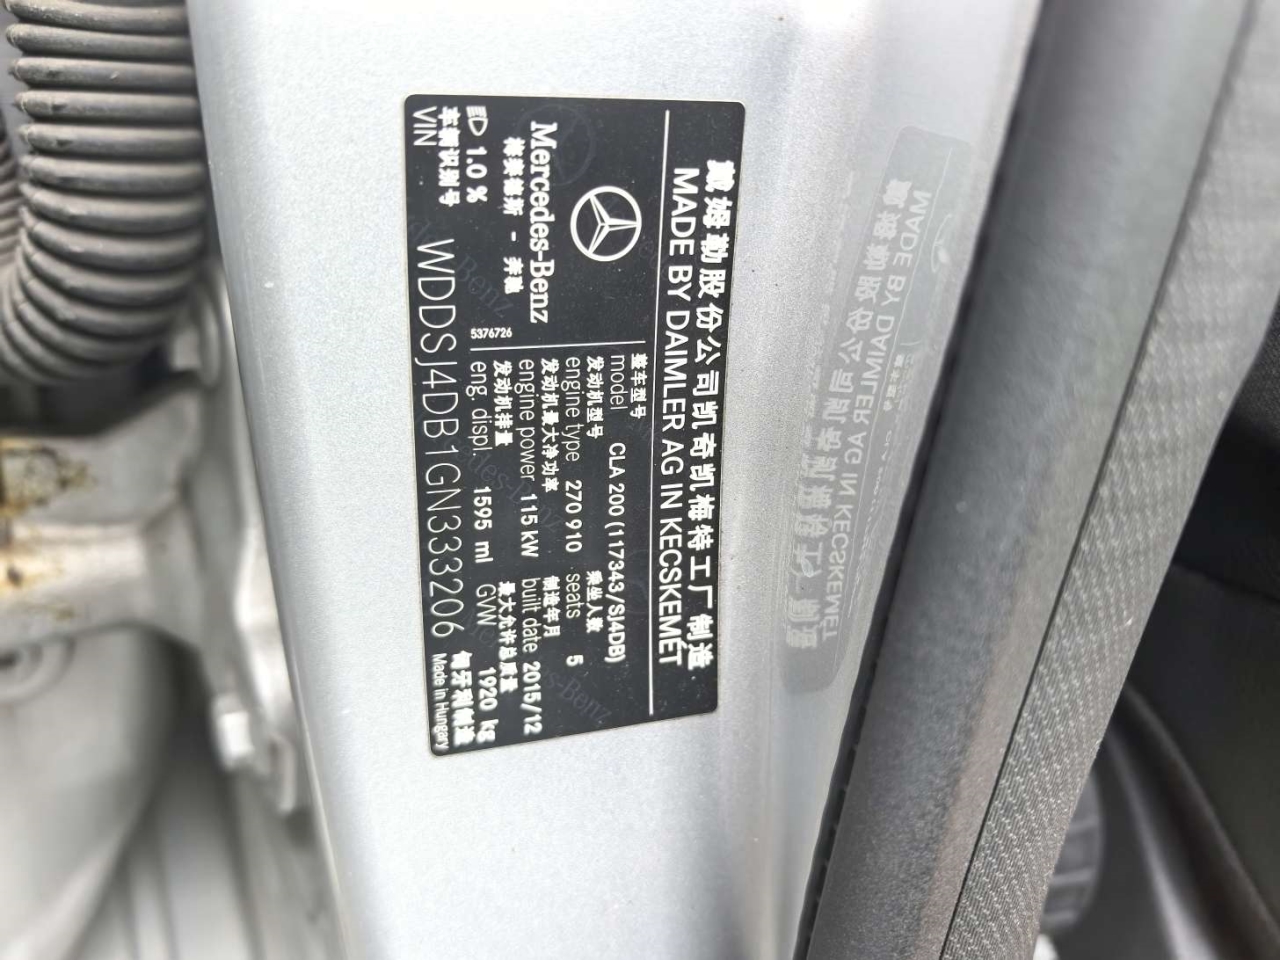 戴姆勒股份公司凯奇凯梅特工厂制造
MADE BY DAIMLER AG IN KECSKEMÉT
Mercedes-Benz
梅赛德斯 - 奔驰
ED 1.0 %
5376726
整车型号
model CLA 200 (117343/SJ4DB)
发动机型号 乘坐人数
engine type 270 910 seats 5
发动机最大净功率 制造年月
engine power 115 kW built date 2015/12
发动机排量 最大允许总质量
eng. displ. 1595 ml GVW 1920 kg
车辆识别号 匈牙利制造
VIN WDDSJ4DB1GN333206 Made in Hungary